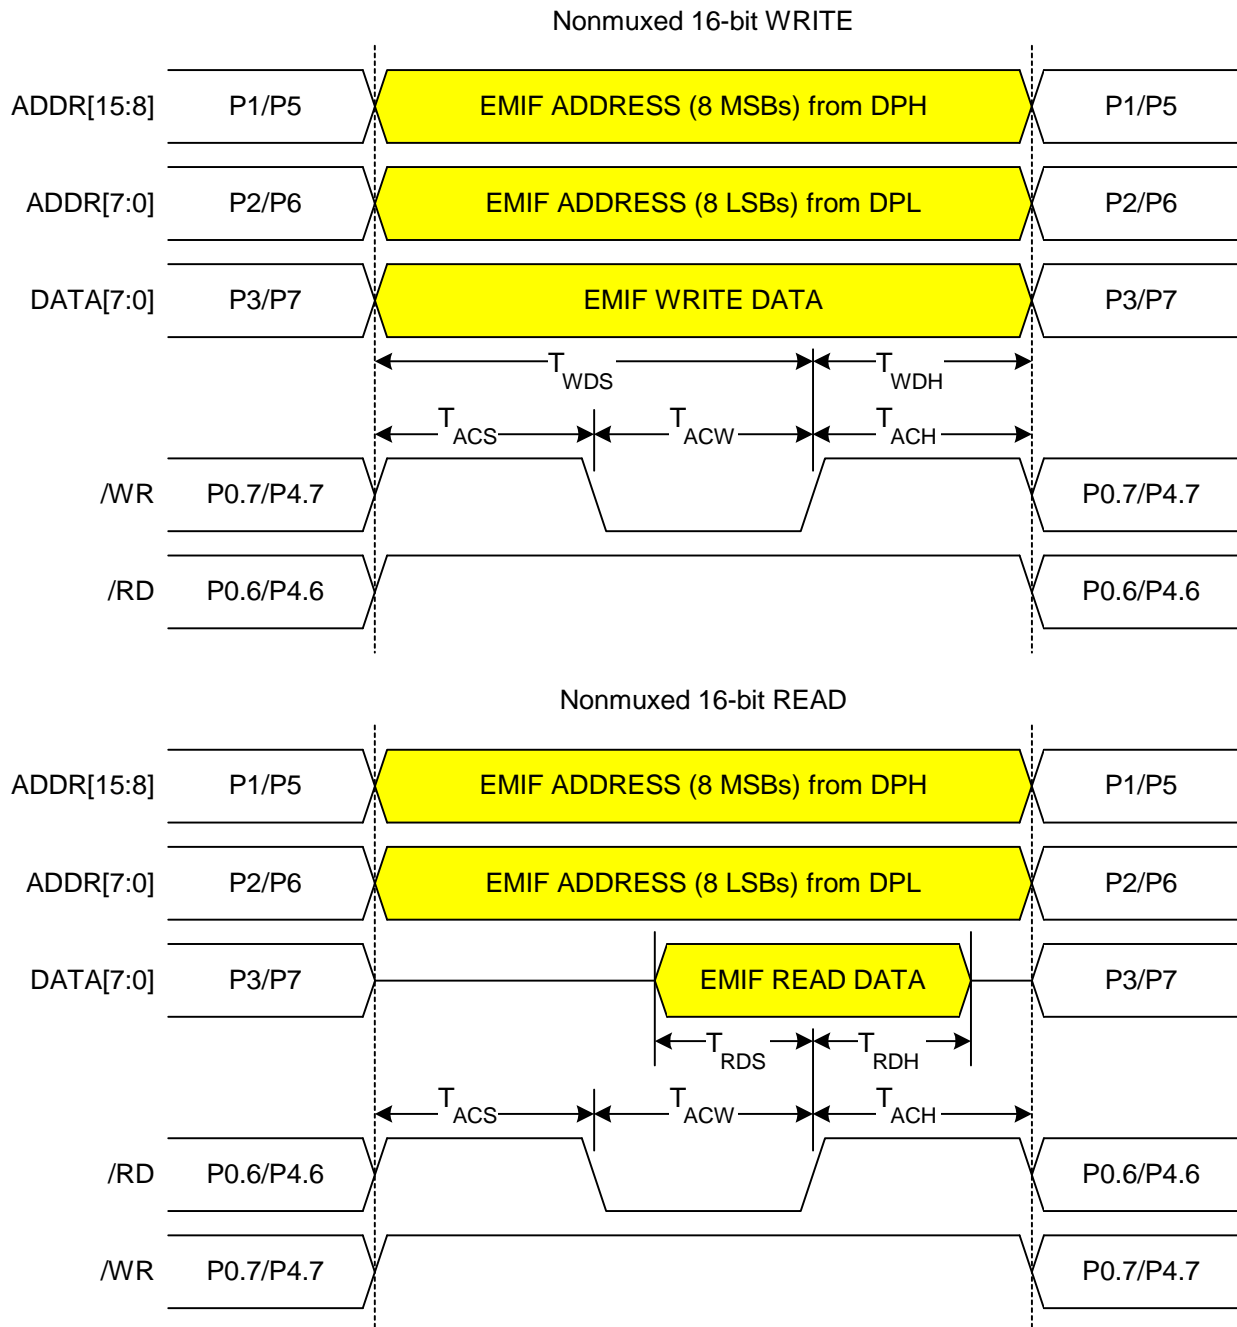 Nonmuxed 16-bit WRITE
ADDR[15:8] P1/P5 EMIF ADDRESS (8 MSBs) from DPH P1/P5
ADDR[7:0] P2/P6 EMIF ADDRESS (8 LSBs) from DPL P2/P6
DATA[7:0] P3/P7 EMIF WRITE DATA P3/P7
TWDS TWDH
TACS TACW TACH
/WR P0.7/P4.7 P0.7/P4.7
/RD P0.6/P4.6 P0.6/P4.6
Nonmuxed 16-bit READ
ADDR[15:8] P1/P5 EMIF ADDRESS (8 MSBs) from DPH P1/P5
ADDR[7:0] P2/P6 EMIF ADDRESS (8 LSBs) from DPL P2/P6
DATA[7:0] P3/P7 EMIF READ DATA P3/P7
TRDS TRDH
TACS TACW TACH
/RD P0.6/P4.6 P0.6/P4.6
/WR P0.7/P4.7 P0.7/P4.7